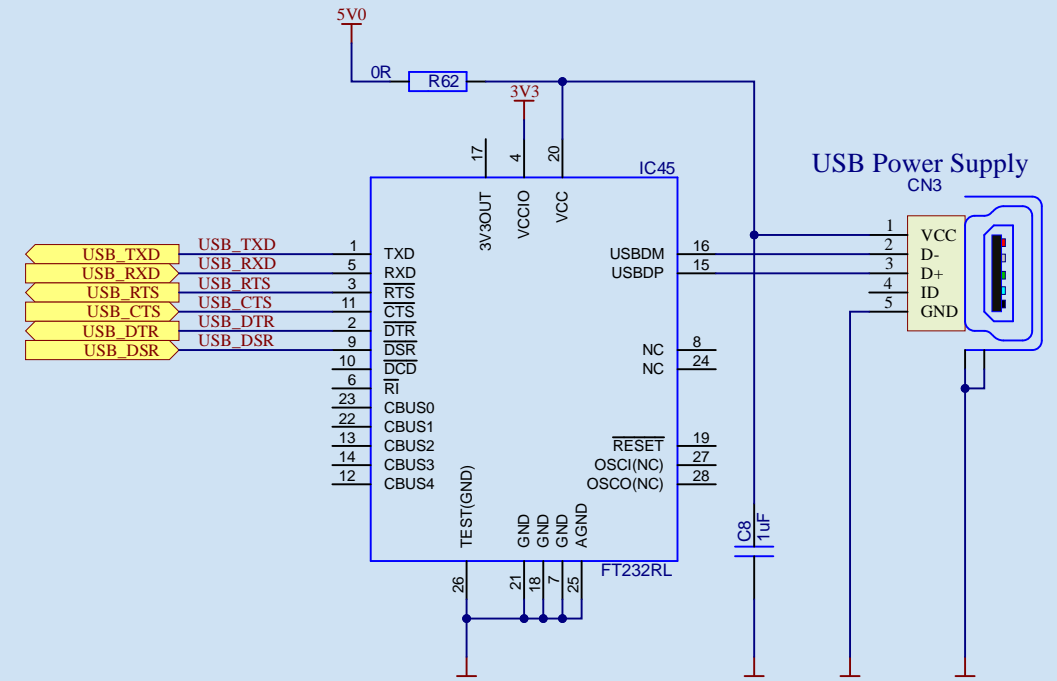 5V0
0R
R62
3V3
17
4
20
IC45
3V3OUT
VCCIO
VCC
USB Power Supply
CN3
USB_TXD
USB_TXD
1
TXD
USB_RXD
USB_RXD
5
RXD
USB_RTS
USB_RTS
3
RTS
USB_CTS
USB_CTS
11
CTS
USB_DTR
USB_DTR
2
DTR
USB_DSR
USB_DSR
9
DSR
10
DCD
6
RI
23
CBUS0
22
CBUS1
13
CBUS2
14
CBUS3
12
CBUS4
USBDM
16
USBDP
15
NC
8
NC
24
RESET
19
OSCI(NC)
27
OSCO(NC)
28
1
VCC
2
D-
3
D+
4
ID
5
GND
TEST(GND)
GND
GND
GND
AGND
26
21
18
7
25
FT232RL
C8
1uF